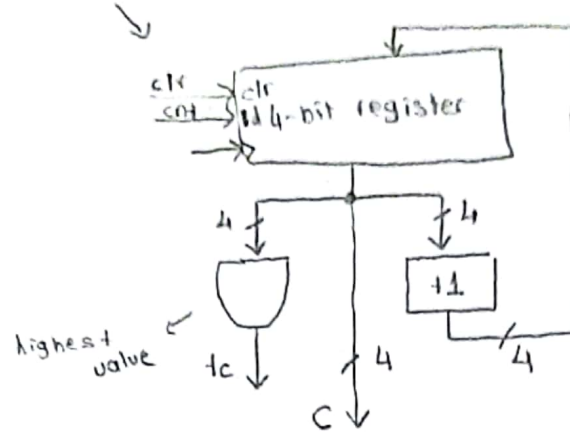 clr
clr
cnt
ld 4-bit register
4
4
+1
highest
value
tc
4
4
C